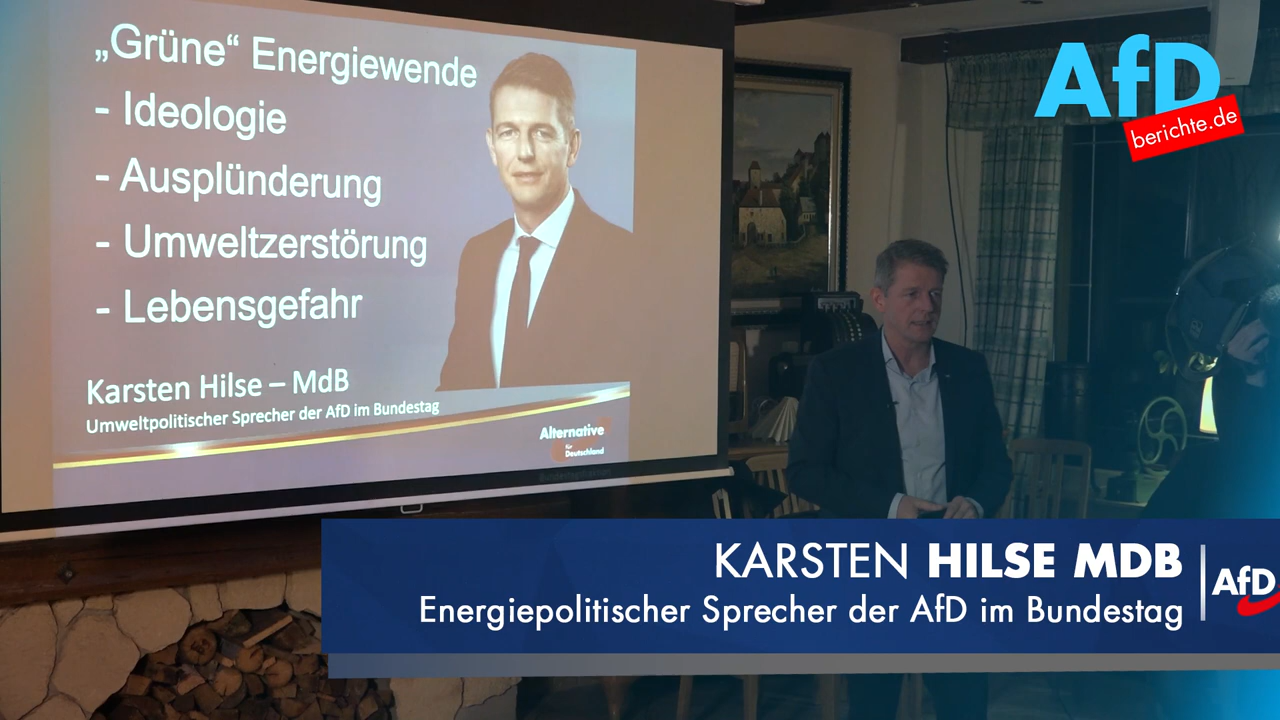 „Grüne“ Energiewende
- Ideologie
- Ausplünderung
- Umweltzerstörung
- Lebensgefahr
Karsten Hilse – MdB
Umweltpolitischer Sprecher der AfD im Bundestag
Alternative
für
Deutschland
AfD
berichte.de
KARSTEN HILSE MDB
Energiepolitischer Sprecher der AfD im Bundestag
AfD